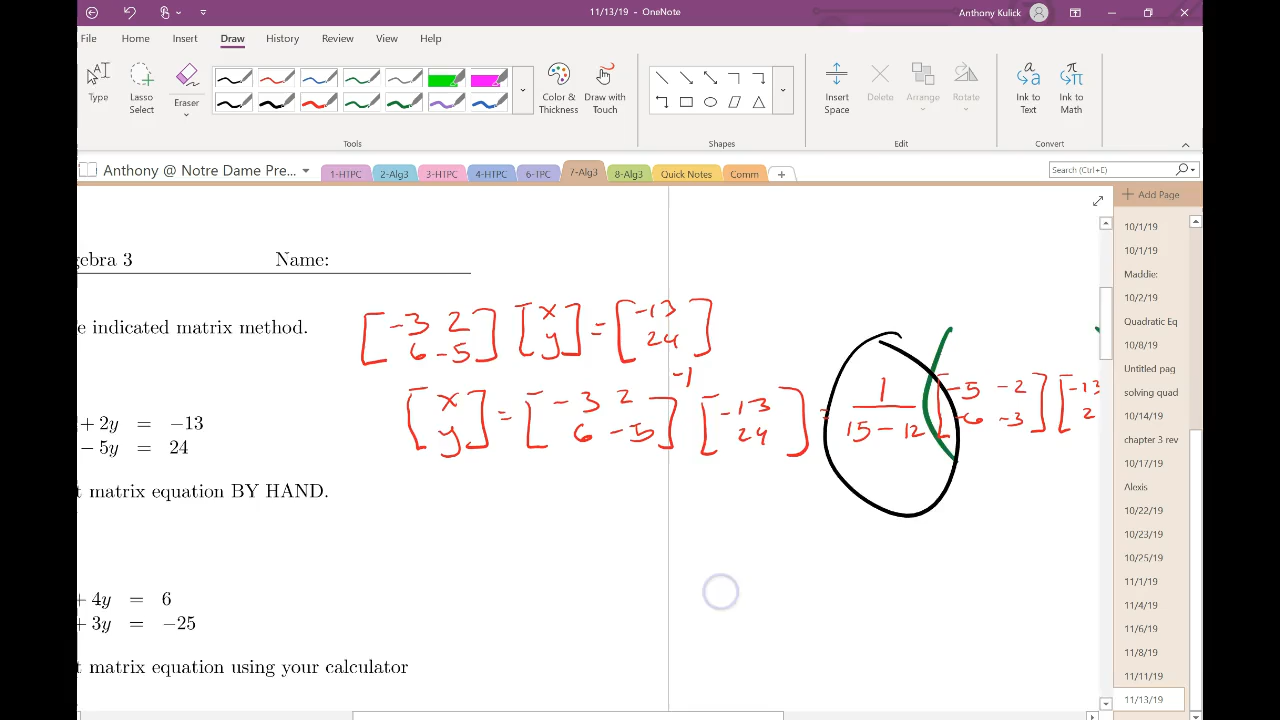 11/13/19 - OneNote
Anthony Kulick
File Home Insert Draw History Review View Help
Type
Lasso Select
Eraser
Color & Thickness
Draw with Touch
Insert Space
Delete
Arrange
Rotate
Ink to Text
Ink to Math
Tools
Shapes
Edit
Convert
Anthony @ Notre Dame Pre...
1-HTPC 2-Alg3 3-HTPC 4-HTPC 6-TPC 7-Alg3 8-Alg3 Quick Notes Comm +
Search (Ctrl+E)
+ Add Page
10/1/19
10/1/19
Maddie:
10/2/19
Quadratic Eq
10/8/19
Untitled pag
solving quad
10/14/19
chapter 3 rev
10/17/19
Alexis
10/22/19
10/23/19
10/25/19
11/1/19
11/4/19
11/6/19
11/8/19
11/11/19
11/13/19
gebra 3 Name:
e indicated matrix method.
[-3 2 [x = [-13
6 -5] y] 24]
[x = [-3 2 ]-1 [-13 = 1 [-5 -2 [-13
y] 6 -5 24] 15-12 -6 -3] 2
+ 2y = −13
− 5y = 24
t matrix equation BY HAND.
+ 4y = 6
+ 3y = −25
t matrix equation using your calculator